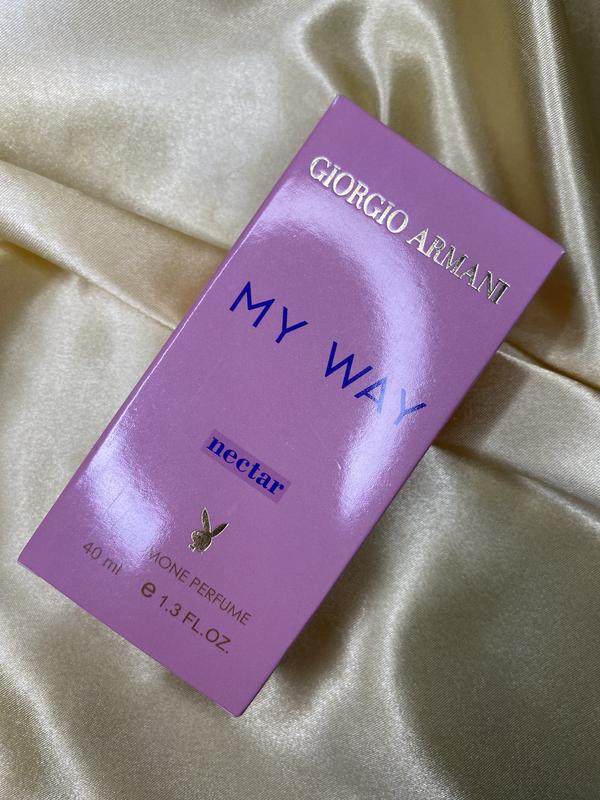 GIORGIO ARMANI
MY WAY
nectar
MONE PERFUME
40 ml e 1.3 FL.OZ.